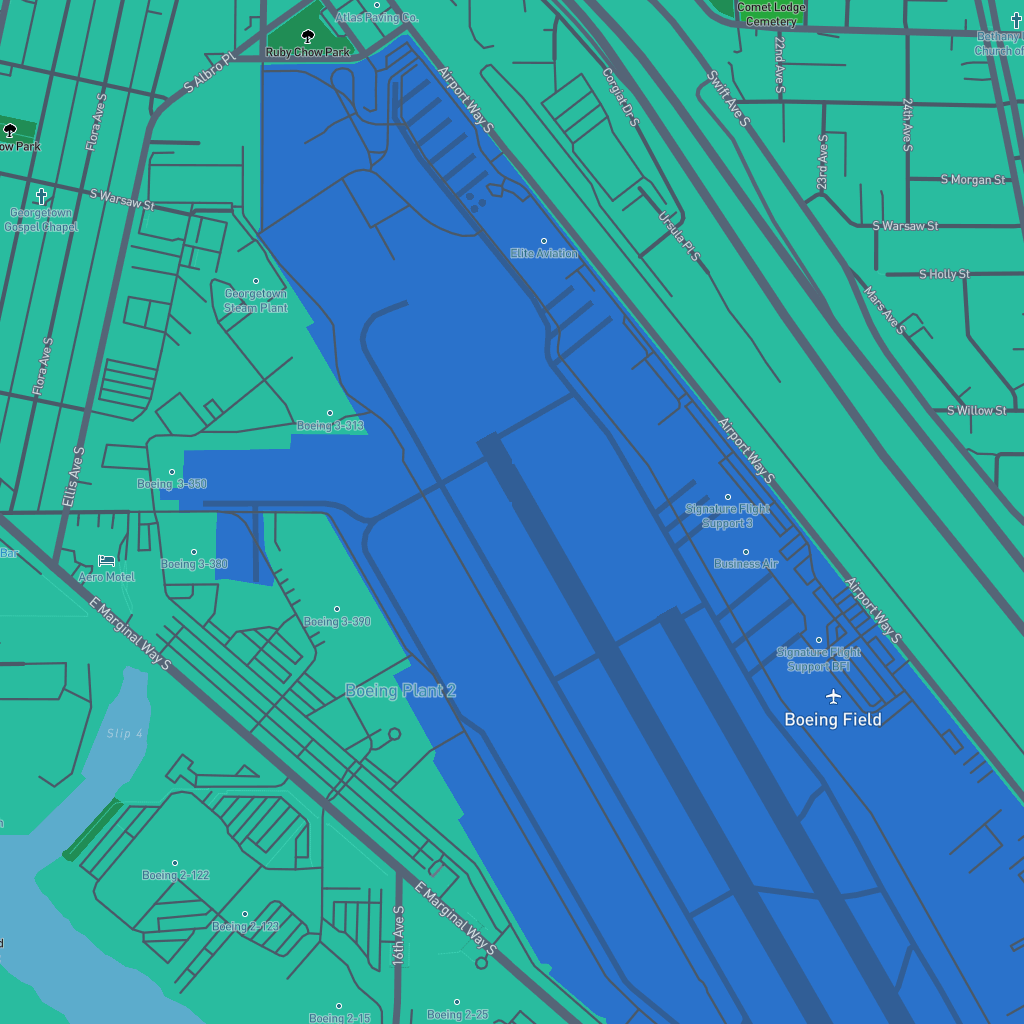 Atlas Paving Co.
Comet Lodge
Cemetery
Ruby Chow Park
S Albro Pl
Airport Way S
Corgiat Dr S
Swift Ave S
22nd Ave S
24th Ave S
23rd Ave S
Bethany
Church of
Flora Ave S
ow Park
S Warsaw St
Georgetown
Gospel Chapel
S Morgan St
S Warsaw St
Ursula Pl S
Elite Aviation
S Holly St
Georgetown
Steam Plant
Mars Ave S
Flora Ave S
S Willow St
Boeing 3-313
Airport Way S
Ellis Ave S
Boeing 3-350
Signature Flight
Support 3
Bar
Boeing 3-380
Business Air
Aero Motel
E Marginal Way S
Boeing 3-390
Airport Way S
Signature Flight
Support BFI
Boeing Plant 2
Boeing Field
Slip 4
Boeing 2-122
Boeing 2-123
16th Ave S
E Marginal Way S
Boeing 2-15
Boeing 2-25